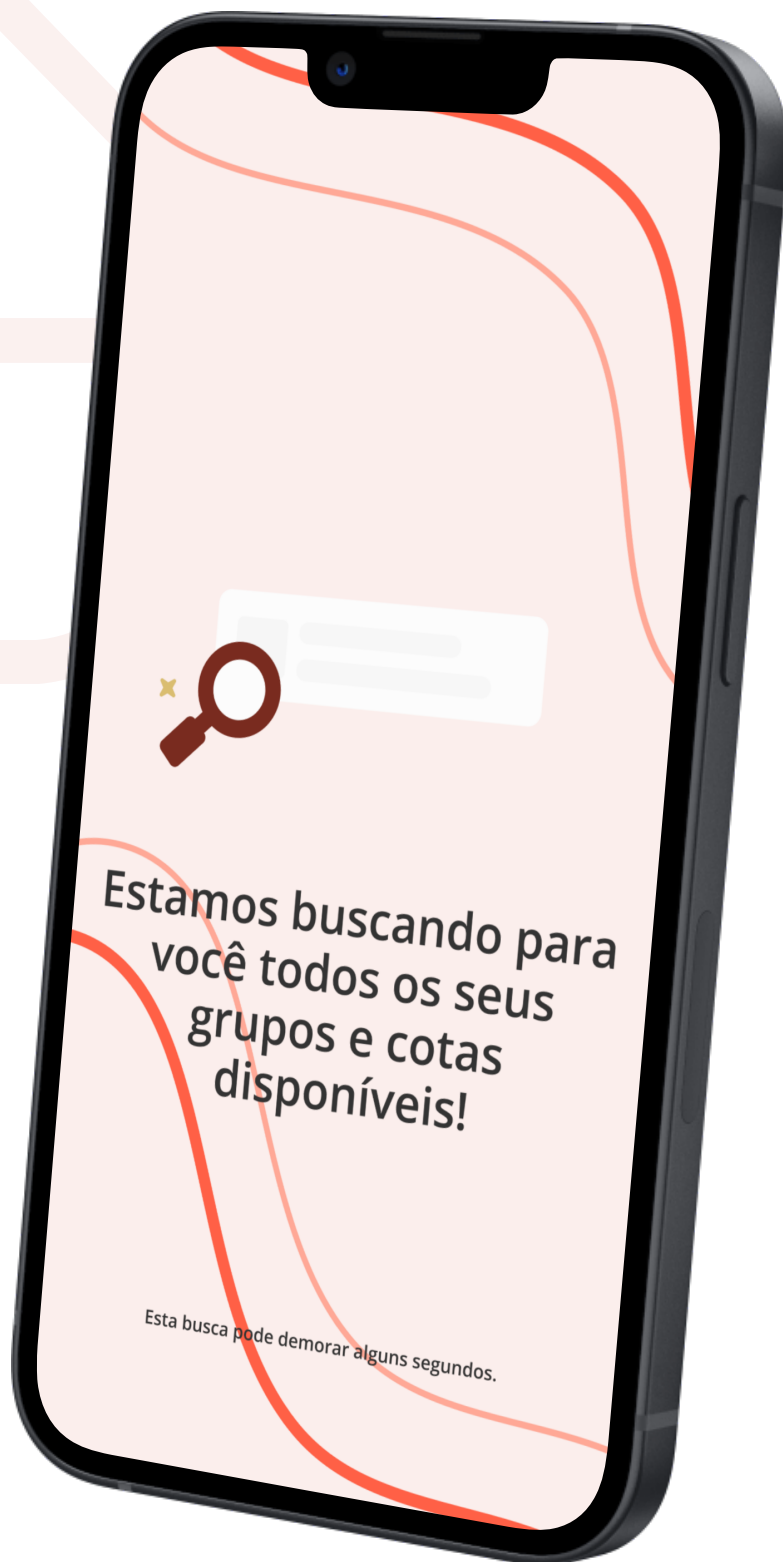 Estamos buscando para
você todos os seus
grupos e cotas
disponíveis!
Esta busca pode demorar alguns segundos.